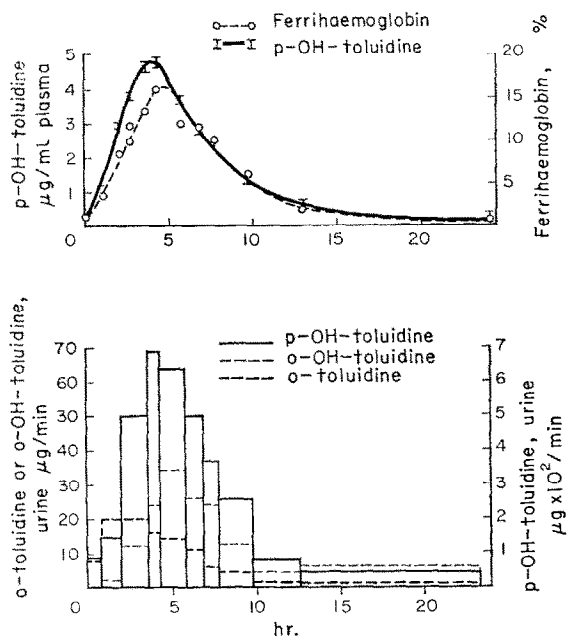 Ferrihaemoglobin
p-OH-toluidine
p-OH-toluidine
µg/ml plasma
5
4
3
2
1
0
5
10
15
20
20
15
10
5
Ferrihaemoglobin, %
p-OH-toluidine
o-OH-toluidine
o-toluidine
o-toluidine or o-OH-toluidine,
urine µg/min
70
60
50
40
30
20
10
0
5
10
15
20
hr.
7
6
5
4
3
2
1
p-OH-toluidine, urine
µg x10²/min